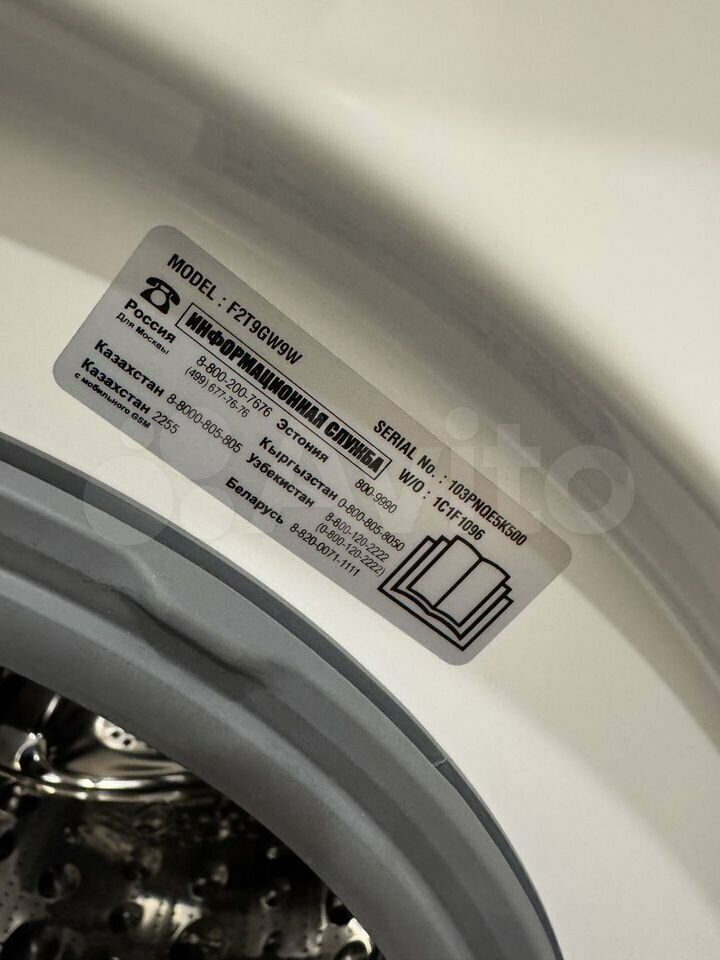 MODEL : F2T9GW9W
SERIAL No. : 103PNQE5K500
ИНФОРМАЦИОННАЯ СЛУЖБА
W/O : 1C1F1096
Россия 8-800-200-7676
Для Москвы (499) 677-76-76
Казахстан 8-8000-805-805
Казахстан 2255
с мобильного GSM
Эстония 800-9990
Кыргызстан 0-800-805-8050
Узбекистан 8-800-120-2222
(0-800-120-2222)
Беларусь 8-820-0071-1111
Avito